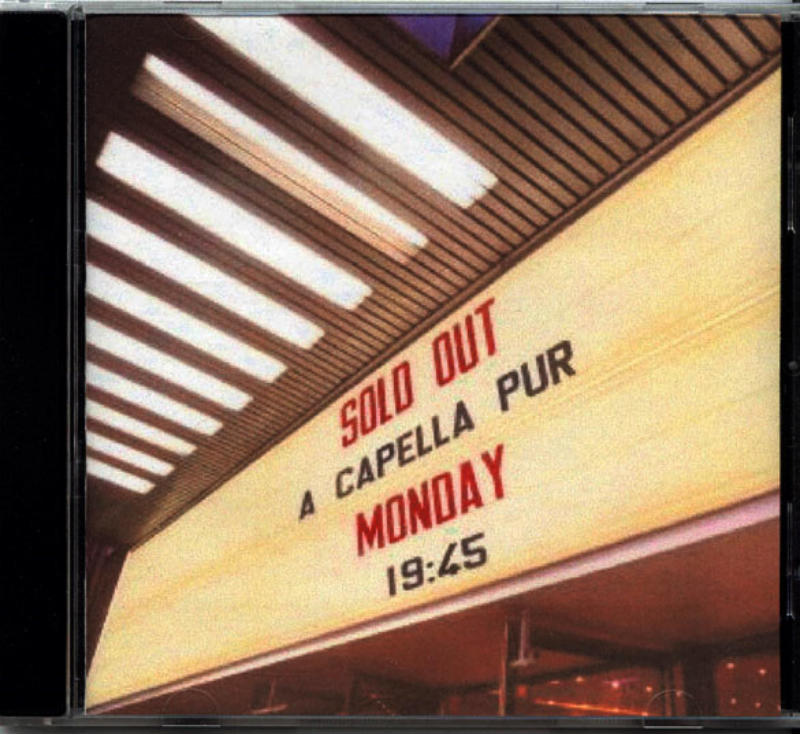 SOLD OUT
A CAPELLA PUR
MONDAY
19:45